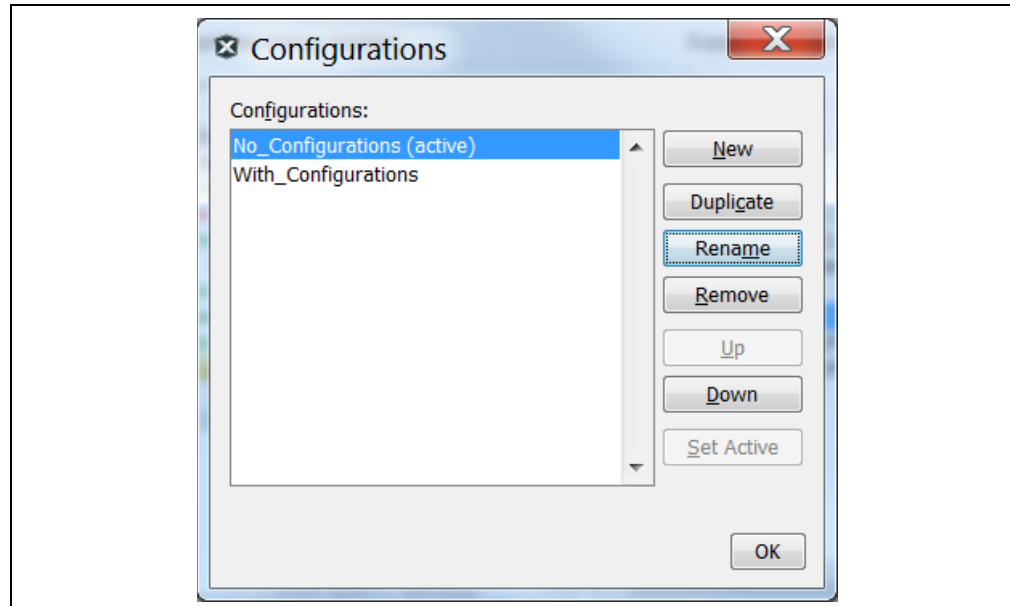 Configurations
Configurations:
No_Configurations (active)
With_Configurations
New
Duplicate
Rename
Remove
Up
Down
Set Active
OK